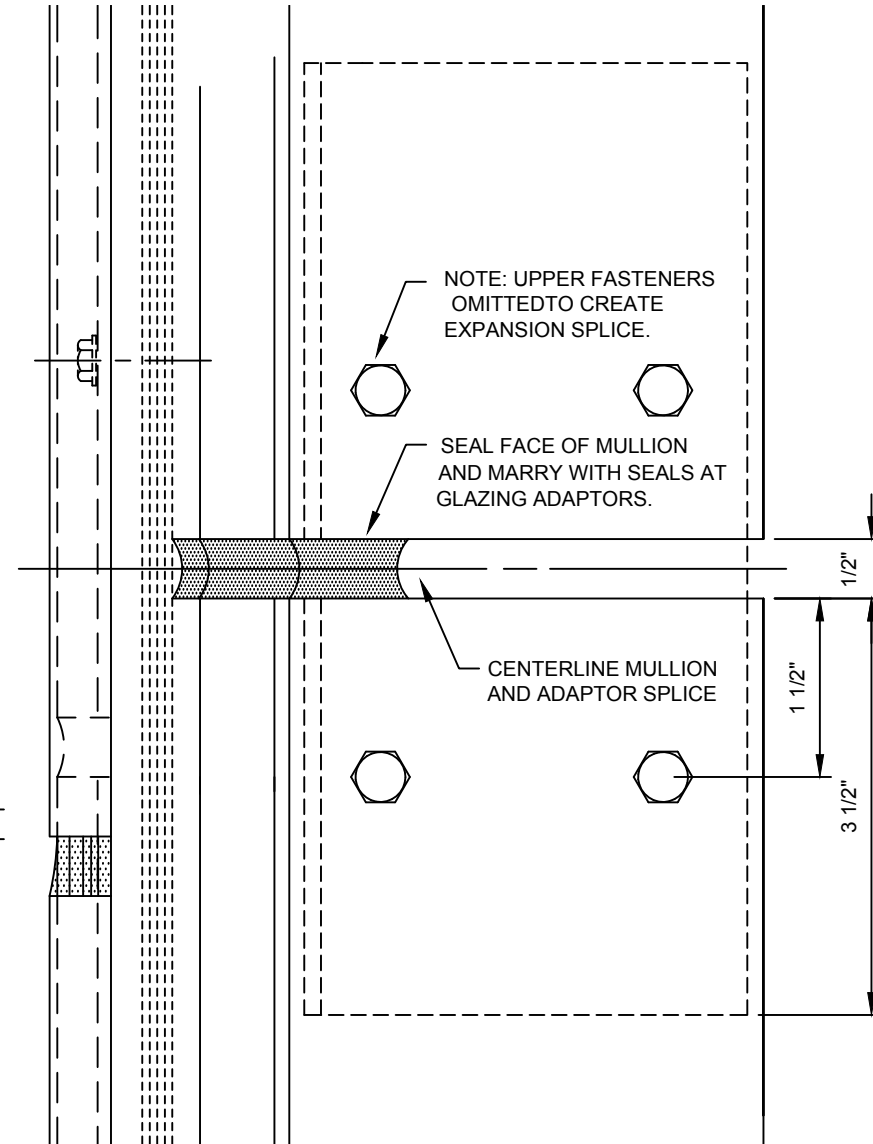 NOTE: UPPER FASTENERS
OMITTEDTO CREATE
EXPANSION SPLICE.
SEAL FACE OF MULLION
AND MARRY WITH SEALS AT
GLAZING ADAPTORS.
1/2"
CENTERLINE MULLION
AND ADAPTOR SPLICE
1 1/2"
3 1/2"